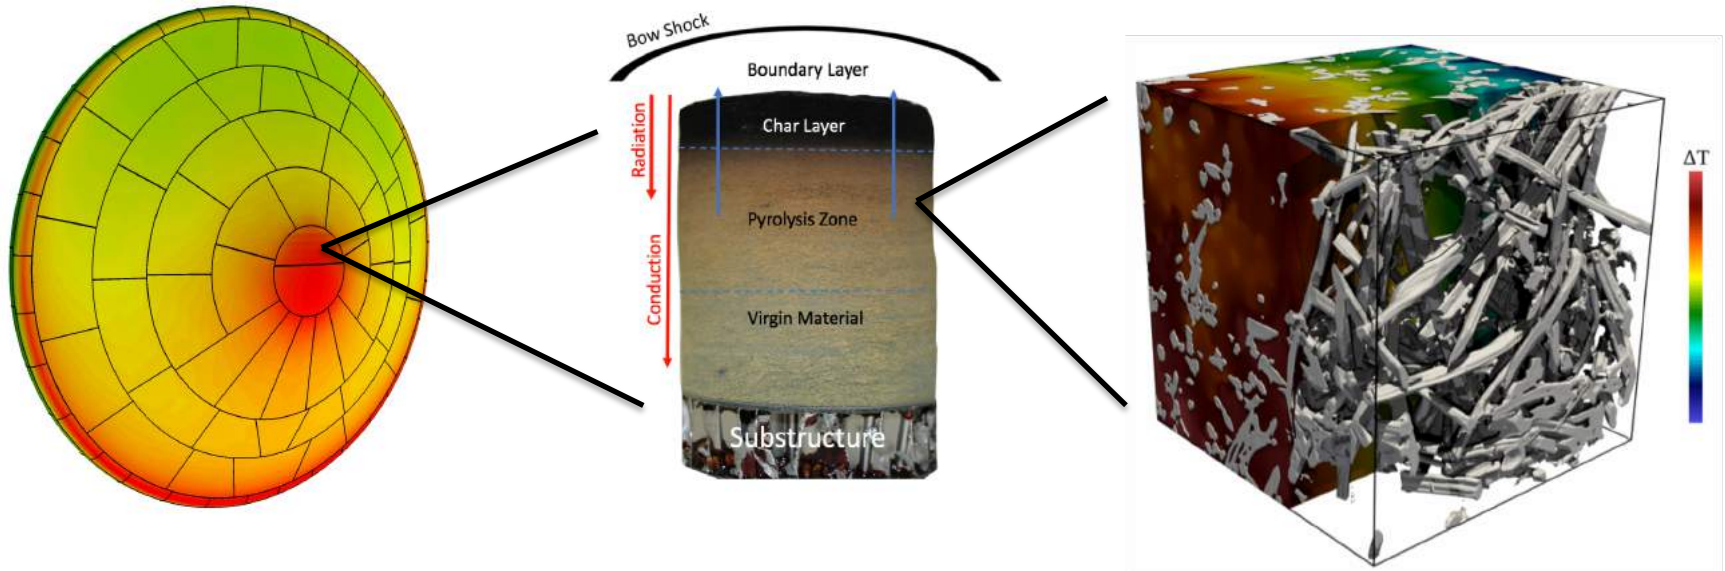 Bow Shock
Boundary Layer
Radiation
Char Layer
Pyrolysis Zone
Conduction
Virgin Material
Substructure
ΔT